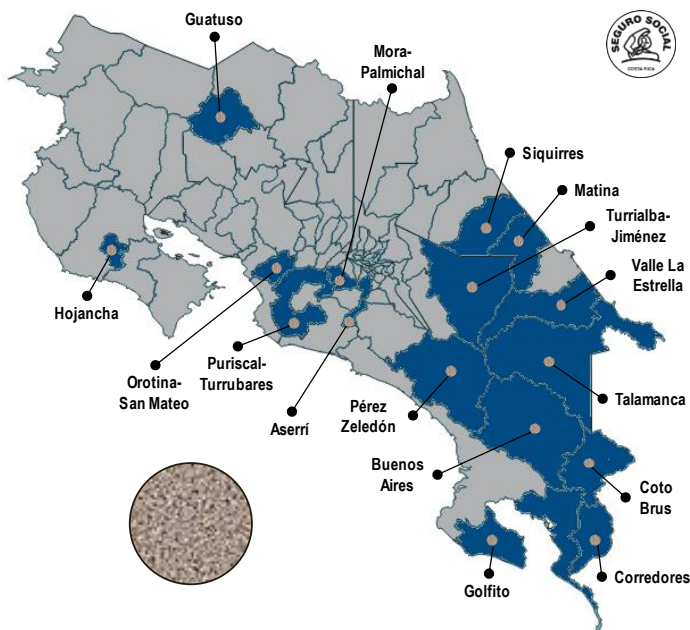 Guatuso
Mora-
Palmichal
SEGURO SOCIAL
COSTA RICA
Siquirres
Matina
Turrialba-
Jiménez
Valle La
Estrella
Hojancha
Orotina-
San Mateo
Puriscal-
Turrubares
Aserrí
Pérez
Zeledón
Talamanca
Buenos
Aires
Coto
Brus
Golfito
Corredores